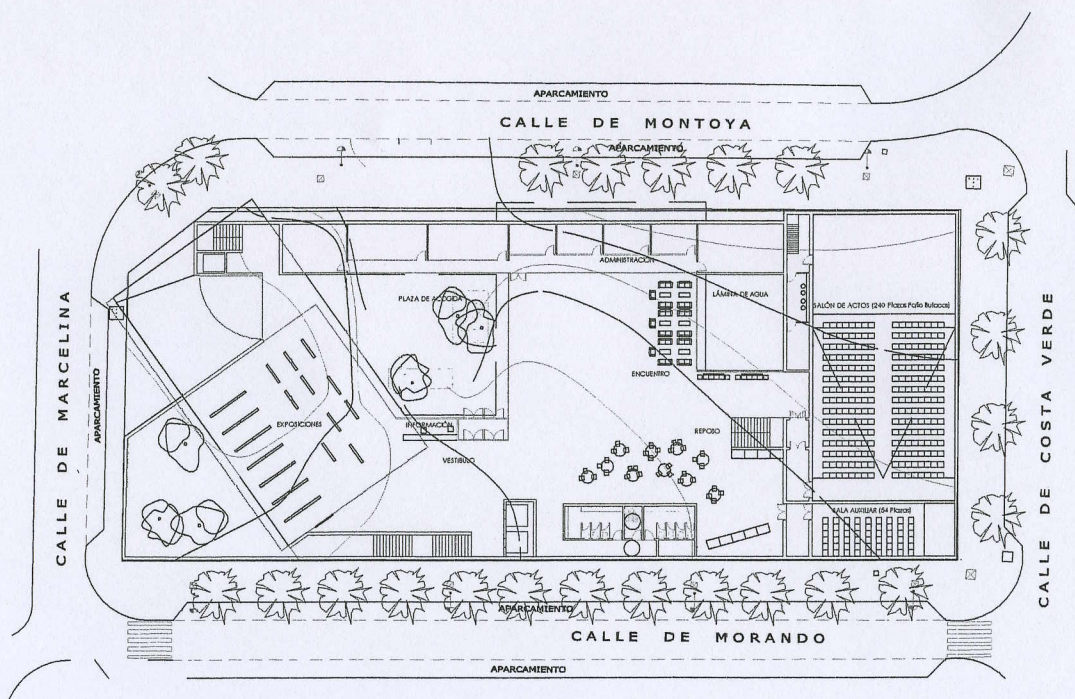 APARCAMIENTO
CALLE DE MONTOYA
APARCAMIENTO
ADMINISTRACIÓN
PLAZA DE ACOGIDA
LÁMINA DE AGUA
SALÓN DE ACTOS (240 Plazas Patio Butacas)
ENCUENTRO
CALLE DE MARCELINA
APARCAMIENTO
EXPOSICIONES
INFORMACIÓN
VESTIBULO
REPOSO
SALA AUXILIAR (54 Plazas)
CALLE DE COSTA VERDE
APARCAMIENTO
CALLE DE MORANDO
APARCAMIENTO